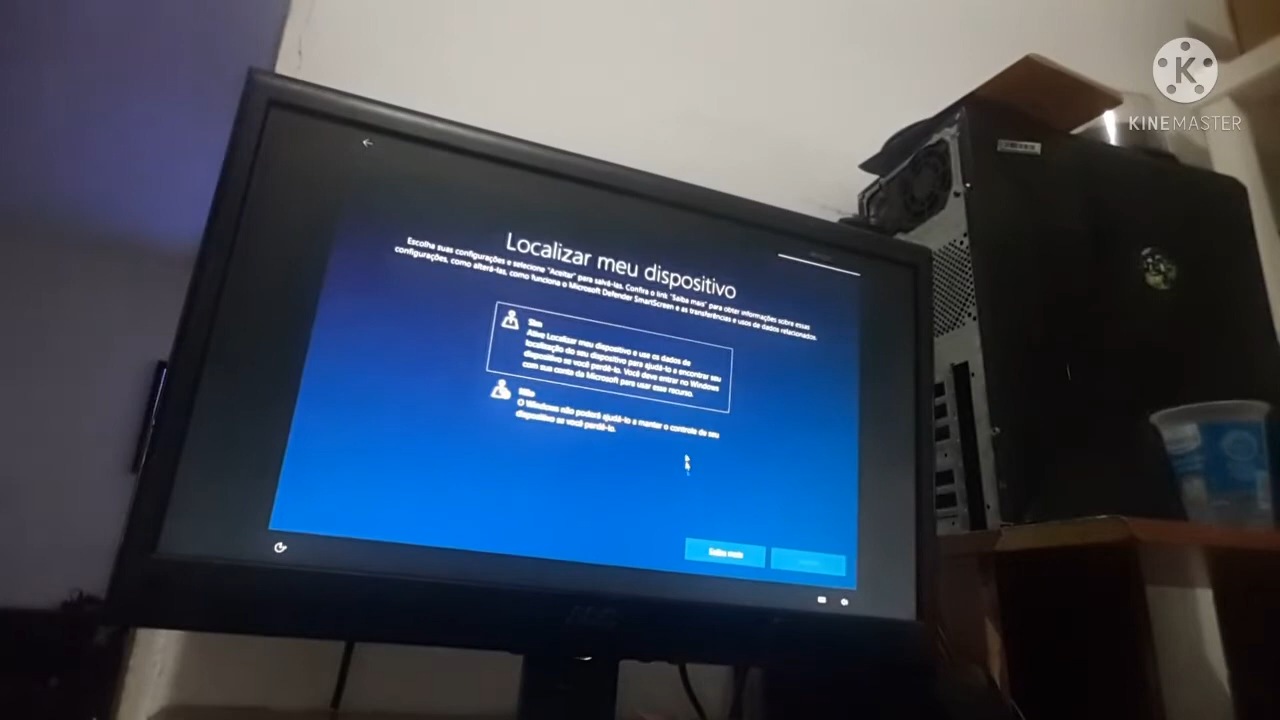 KINEMASTER
Localizar meu dispositivo
Escolha suas configurações e selecione "Aceitar" para salvá-las. Confira o link "Saiba mais" para obter informações sobre essas
configurações, como alterá-las, como funciona o Microsoft Defender SmartScreen e as transferências e usos de dados relacionados.
Sim
Ative Localizar meu dispositivo e use os dados de
localização do seu dispositivo para ajudá-lo a encontrar seu
dispositivo se você perdê-lo. Você deve entrar no Windows
com sua conta da Microsoft para usar esse recurso.
Não
O Windows não poderá ajudá-lo a manter o controle de seu
dispositivo se você perdê-lo.
Saiba mais